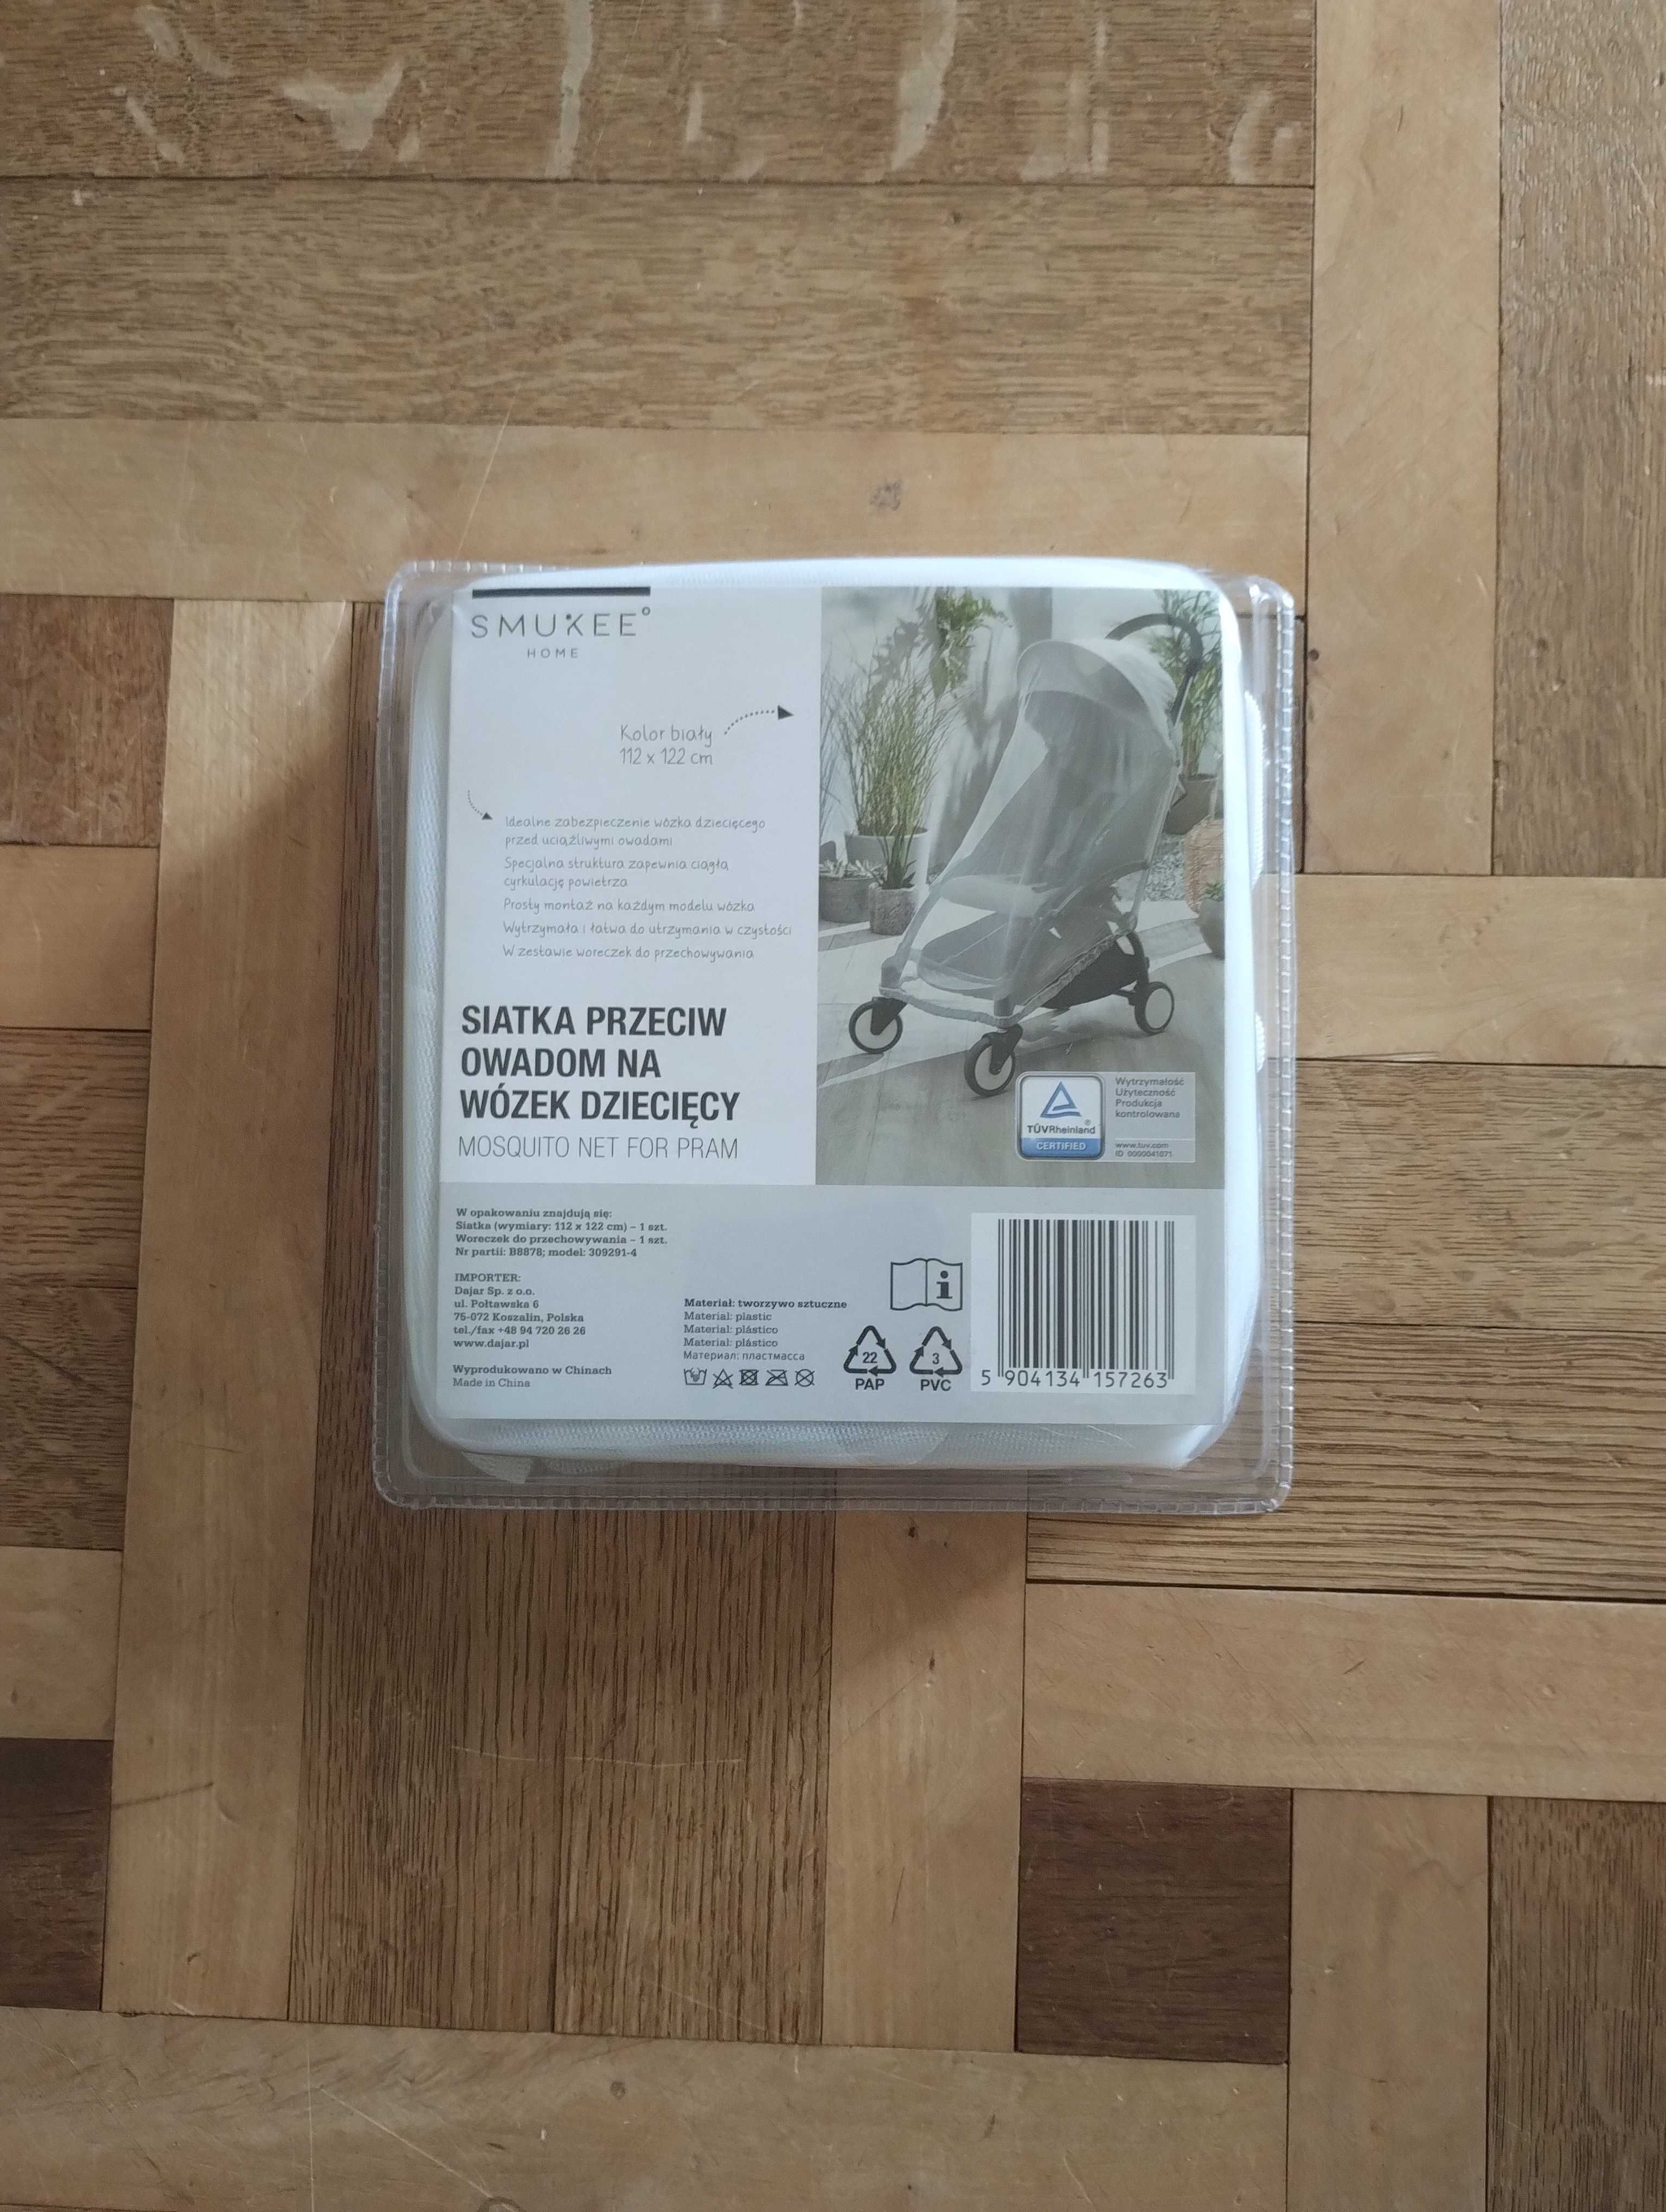 SMUKEE
HOME
Kolor biały
112 x 122 cm
Idealne zabezpieczenie wózka dziecięcego
przed uciążliwymi owadami
Specjalna struktura zapewnia ciągłą
cyrkulację powietrza
Prosty montaż na każdym modelu wózka
Wytrzymała i łatwa do utrzymania w czystości
W zestawie woreczek do przechowywania
SIATKA PRZECIW
OWADOM NA
WÓZEK DZIECIĘCY
MOSQUITO NET FOR PRAM
TÜVRheinland®
CERTIFIED
Wytrzymałość
Użyteczność
Produkcja
kontrolowana
www.tuv.com
ID 0000041071
W opakowaniu znajdują się:
Siatka (wymiary: 112 x 122 cm) – 1 szt.
Woreczek do przechowywania – 1 szt.
Nr partii: B8878; model: 309291-4
IMPORTER:
Dajar Sp. z o.o.
ul. Połtawska 6
75-072 Koszalin, Polska
tel./fax +48 94 720 26 26
www.dajar.pl
Wyprodukowano w Chinach
Made in China
Materiał: tworzywo sztuczne
Material: plastic
Material: plástico
Material: plástico
Материал: пластмасса
22
PAP
3
PVC
5 904134 157263